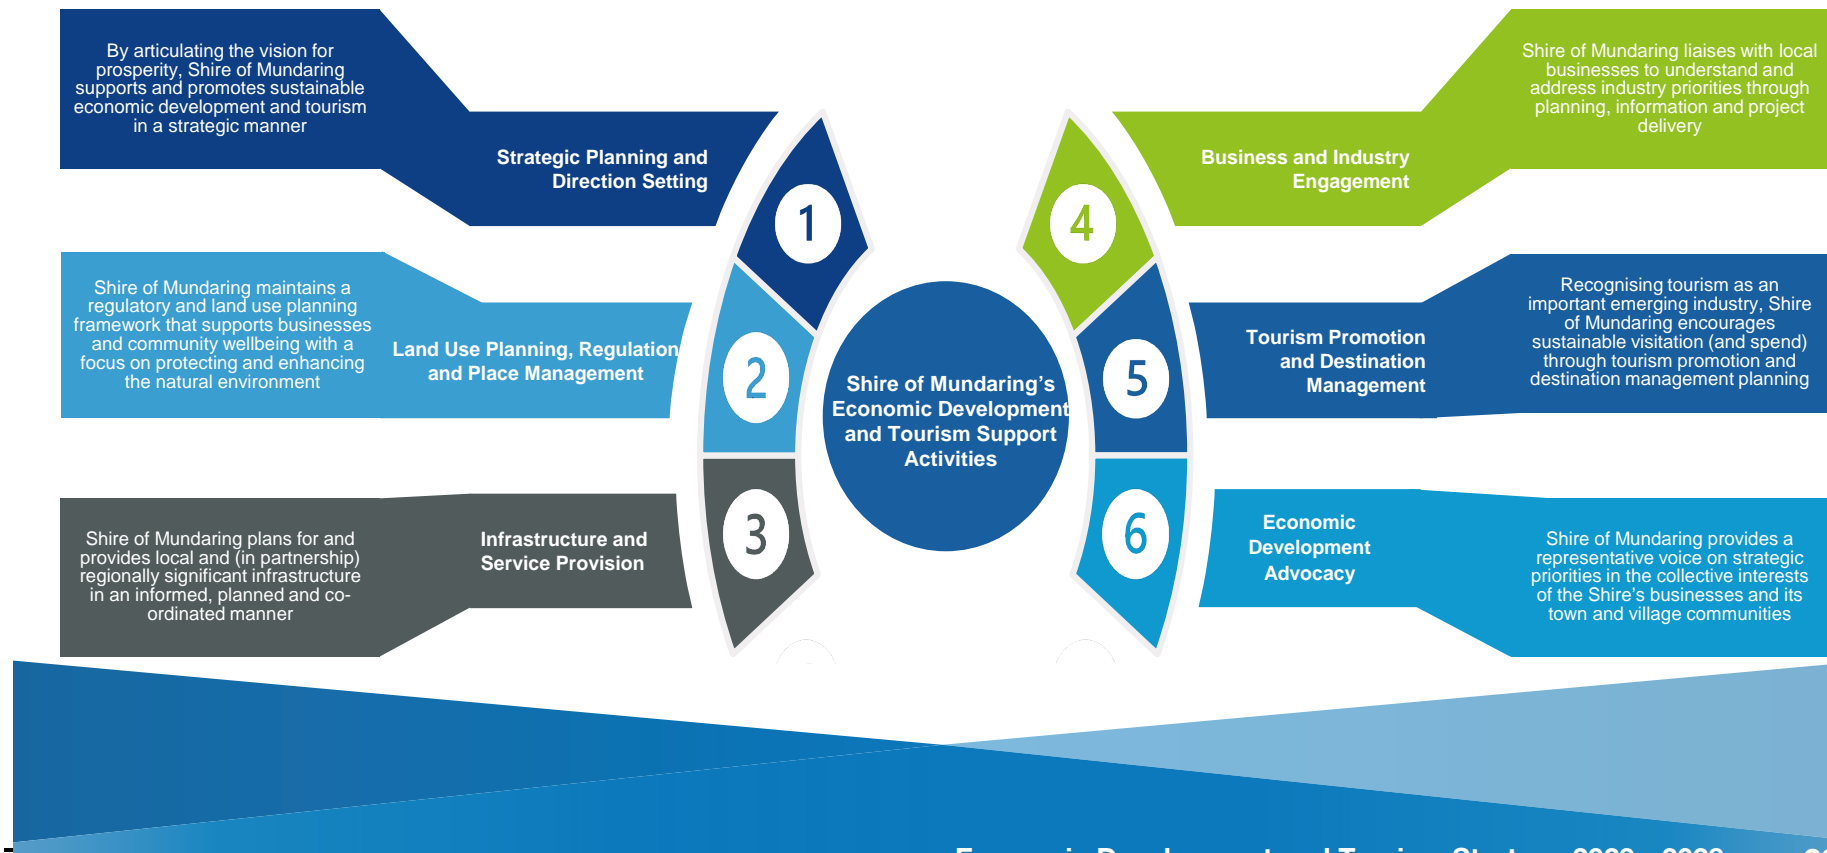 By articulating the vision for
prosperity, Shire of Mundaring
supports and promotes sustainable
economic development and tourism
in a strategic manner
Strategic Planning and
Direction Setting
1
Shire of Mundaring maintains a
regulatory and land use planning
framework that supports businesses
and community wellbeing with a
focus on protecting and enhancing
the natural environment
Land Use Planning, Regulation
and Place Management
2
Shire of Mundaring plans for and
provides local and (in partnership)
regionally significant infrastructure
in an informed, planned and co-
ordinated manner
Infrastructure and
Service Provision
3
Shire of Mundaring’s
Economic Development
and Tourism Support
Activities
4
Business and Industry
Engagement
Shire of Mundaring liaises with local
businesses to understand and
address industry priorities through
planning, information and project
delivery
5
Tourism Promotion
and Destination
Management
Recognising tourism as an
important emerging industry, Shire
of Mundaring encourages
sustainable visitation (and spend)
through tourism promotion and
destination management planning
6
Economic
Development
Advocacy
Shire of Mundaring provides a
representative voice on strategic
priorities in the collective interests
of the Shire’s businesses and its
town and village communities